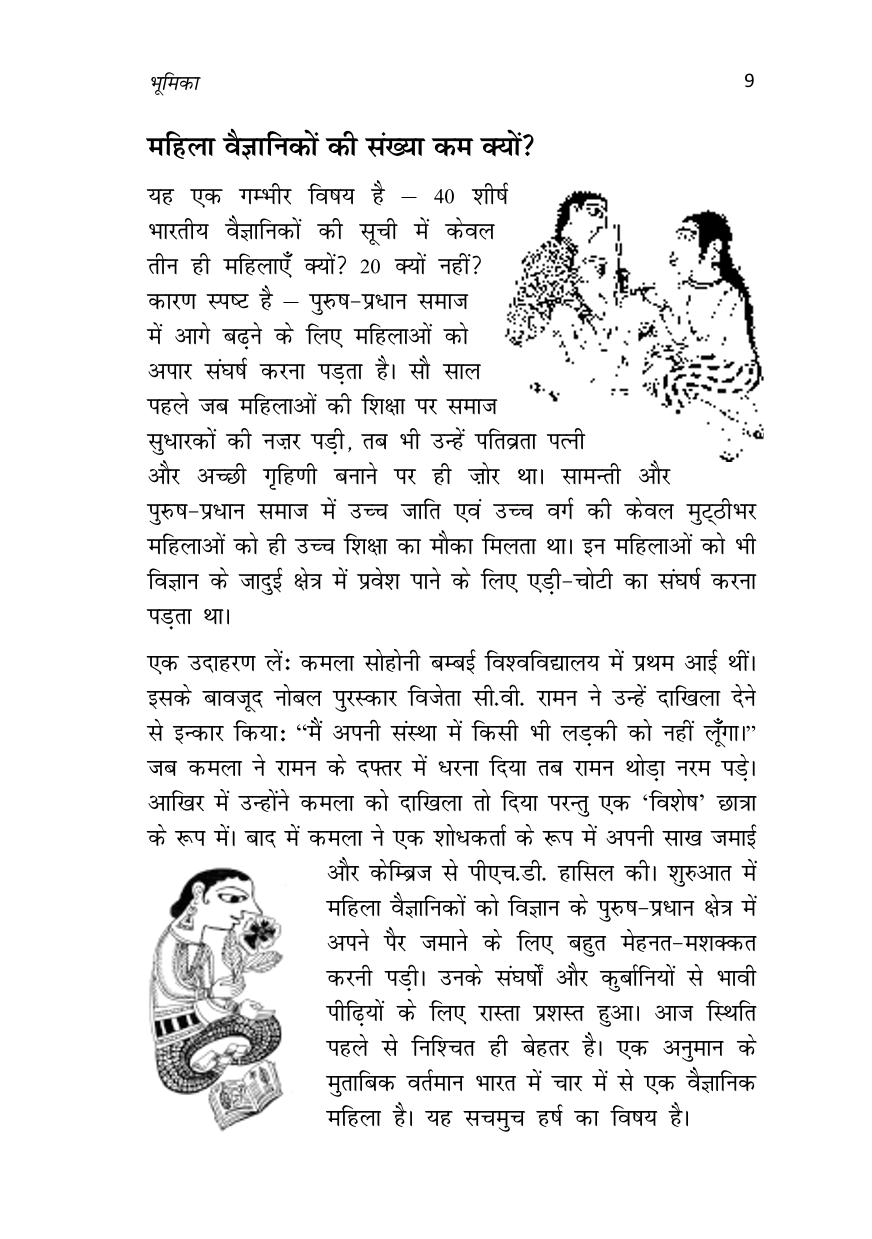 भूमिका 9
महिला वैज्ञानिकों की संख्या कम क्यों?
यह एक गम्भीर विषय है – 40 शीर्ष
भारतीय वैज्ञानिकों की सूची में केवल
तीन ही महिलाएँ क्यों? 20 क्यों नहीं?
कारण स्पष्ट है – पुरुष-प्रधान समाज
में आगे बढ़ने के लिए महिलाओं को
अपार संघर्ष करना पड़ता है। सौ साल
पहले जब महिलाओं की शिक्षा पर समाज
सुधारकों की नज़र पड़ी, तब भी उन्हें पतिव्रता पत्नी
और अच्छी गृहिणी बनाने पर ही ज़ोर था। सामन्ती और
पुरुष-प्रधान समाज में उच्च जाति एवं उच्च वर्ग की केवल मुट्ठीभर
महिलाओं को ही उच्च शिक्षा का मौका मिलता था। इन महिलाओं को भी
विज्ञान के जादुई क्षेत्र में प्रवेश पाने के लिए एड़ी-चोटी का संघर्ष करना
पड़ता था।
एक उदाहरण लें: कमला सोहोनी बम्बई विश्वविद्यालय में प्रथम आई थीं।
इसके बावजूद नोबल पुरस्कार विजेता सी.वी. रामन ने उन्हें दाखिला देने
से इन्कार किया: “मैं अपनी संस्था में किसी भी लड़की को नहीं लूँगा।”
जब कमला ने रामन के दफ्तर में धरना दिया तब रामन थोड़ा नरम पड़े।
आखिर में उन्होंने कमला को दाखिला तो दिया परन्तु एक ‘विशेष’ छात्रा
के रूप में। बाद में कमला ने एक शोधकर्ता के रूप में अपनी साख जमाई
और केम्ब्रिज से पीएच.डी. हासिल की। शुरुआत में
महिला वैज्ञानिकों को विज्ञान के पुरुष-प्रधान क्षेत्र में
अपने पैर जमाने के लिए बहुत मेहनत-मशक्कत
करनी पड़ी। उनके संघर्षों और कुर्बानियों से भावी
पीढ़ियों के लिए रास्ता प्रशस्त हुआ। आज स्थिति
पहले से निश्चित ही बेहतर है। एक अनुमान के
मुताबिक वर्तमान भारत में चार में से एक वैज्ञानिक
महिला है। यह सचमुच हर्ष का विषय है।